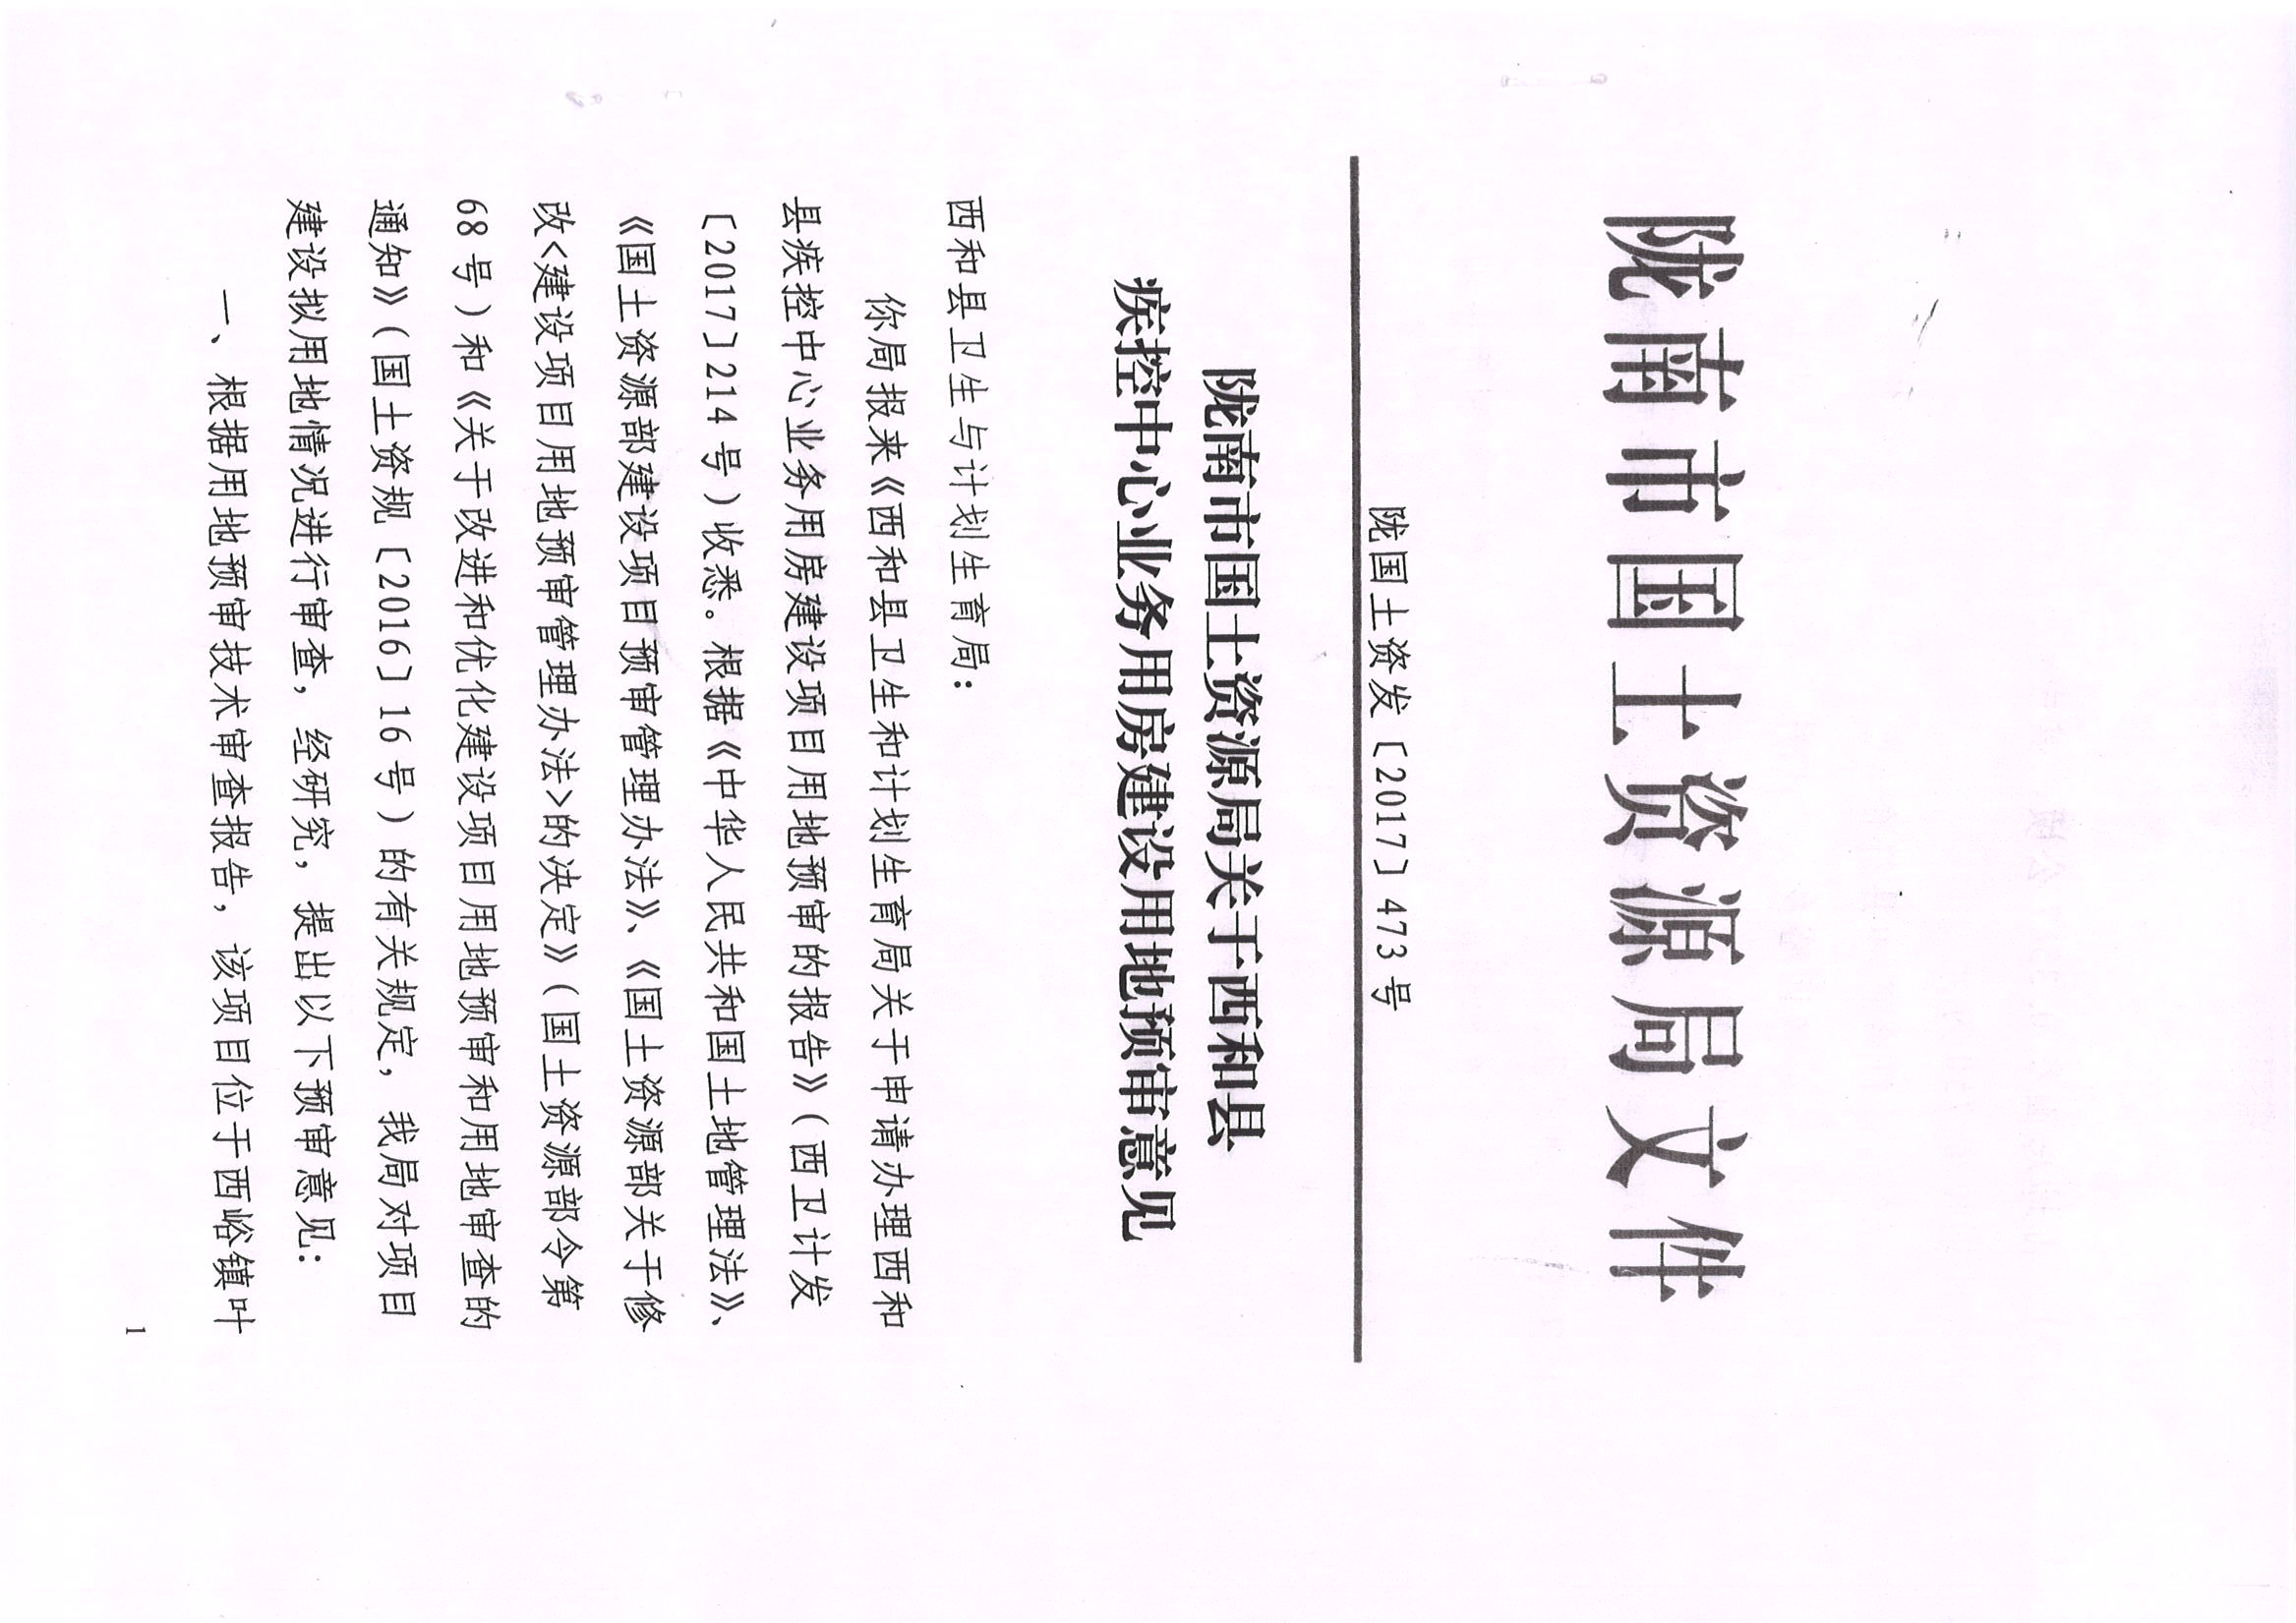 陇南市国土资源局文件
陇国土资发〔2017〕473号
陇南市国土资源局关于西和县
疾控中心业务用房建设用地预审意见
西和县卫生与计划生育局：
你局报来《西和县卫生和计划生育局关于申请办理西和
县疾控中心业务用房建设项目用地预审的报告》（西卫计发
〔2017〕214号）收悉。根据《中华人民共和国土地管理法》、
《国土资源部建设项目预审管理办法》、《国土资源部关于修
改<建设项目用地预审管理办法>的决定》（国土资源部令第
68号）和《关于改进和优化建设项目用地预审和用地审查的
通知》（国土资规〔2016〕16号）的有关规定，我局对项目
建设拟用地情况进行审查，经研究，提出以下预审意见：
一、根据用地预审技术审查报告，该项目位于西峪镇叶
1